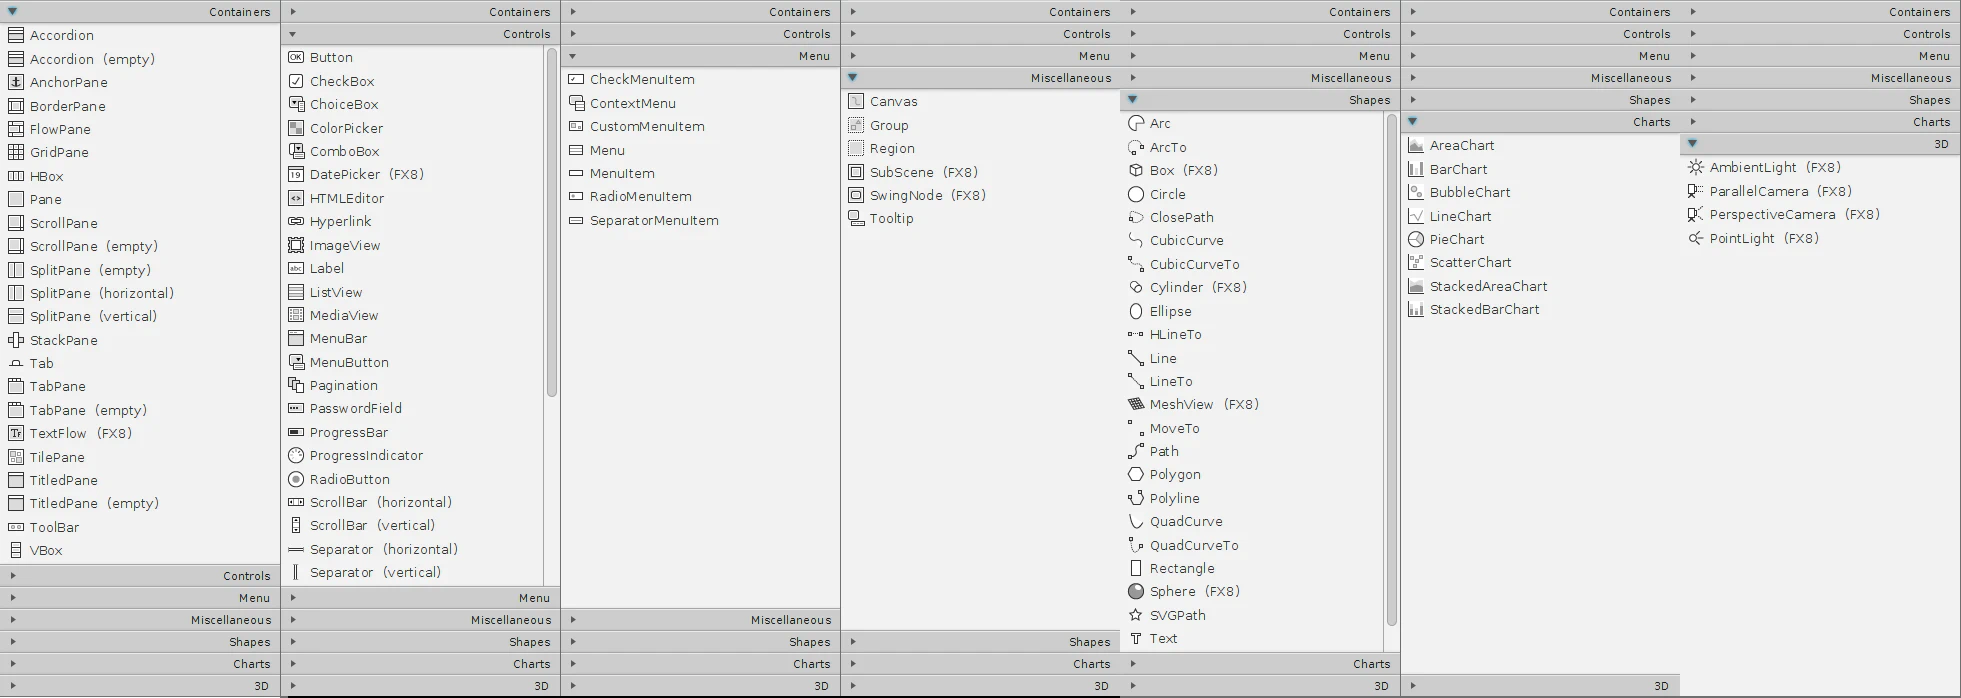 Containers
Accordion
Accordion (empty)
AnchorPane
BorderPane
FlowPane
GridPane
HBox
Pane
ScrollPane
ScrollPane (empty)
SplitPane (empty)
SplitPane (horizontal)
SplitPane (vertical)
StackPane
Tab
TabPane
TabPane (empty)
TextFlow (FX8)
TilePane
TitledPane
TitledPane (empty)
ToolBar
VBox
Controls
Menu
Miscellaneous
Shapes
Charts
3D
Containers
Controls
OK Button
CheckBox
ChoiceBox
ColorPicker
ComboBox
19 DatePicker (FX8)
HTMLEditor
Hyperlink
ImageView
abc Label
ListView
MediaView
MenuBar
MenuButton
Pagination
PasswordField
ProgressBar
ProgressIndicator
RadioButton
ScrollBar (horizontal)
ScrollBar (vertical)
Separator (horizontal)
Separator (vertical)
Menu
Miscellaneous
Shapes
Charts
3D
Containers
Controls
Menu
CheckMenuItem
ContextMenu
CustomMenuItem
Menu
MenuItem
RadioMenuItem
SeparatorMenuItem
Miscellaneous
Shapes
Charts
3D
Containers
Controls
Menu
Miscellaneous
Canvas
Group
Region
SubScene (FX8)
SwingNode (FX8)
Tooltip
Shapes
Charts
3D
Containers
Controls
Menu
Miscellaneous
Shapes
Arc
ArcTo
Box (FX8)
Circle
ClosePath
CubicCurve
CubicCurveTo
Cylinder (FX8)
Ellipse
HLineTo
Line
LineTo
MeshView (FX8)
MoveTo
Path
Polygon
Polyline
QuadCurve
QuadCurveTo
Rectangle
Sphere (FX8)
SVGPath
T Text
Charts
3D
Containers
Controls
Menu
Miscellaneous
Shapes
Charts
AreaChart
BarChart
BubbleChart
LineChart
PieChart
ScatterChart
StackedAreaChart
StackedBarChart
3D
Containers
Controls
Menu
Miscellaneous
Shapes
Charts
3D
AmbientLight (FX8)
ParallelCamera (FX8)
PerspectiveCamera (FX8)
PointLight (FX8)